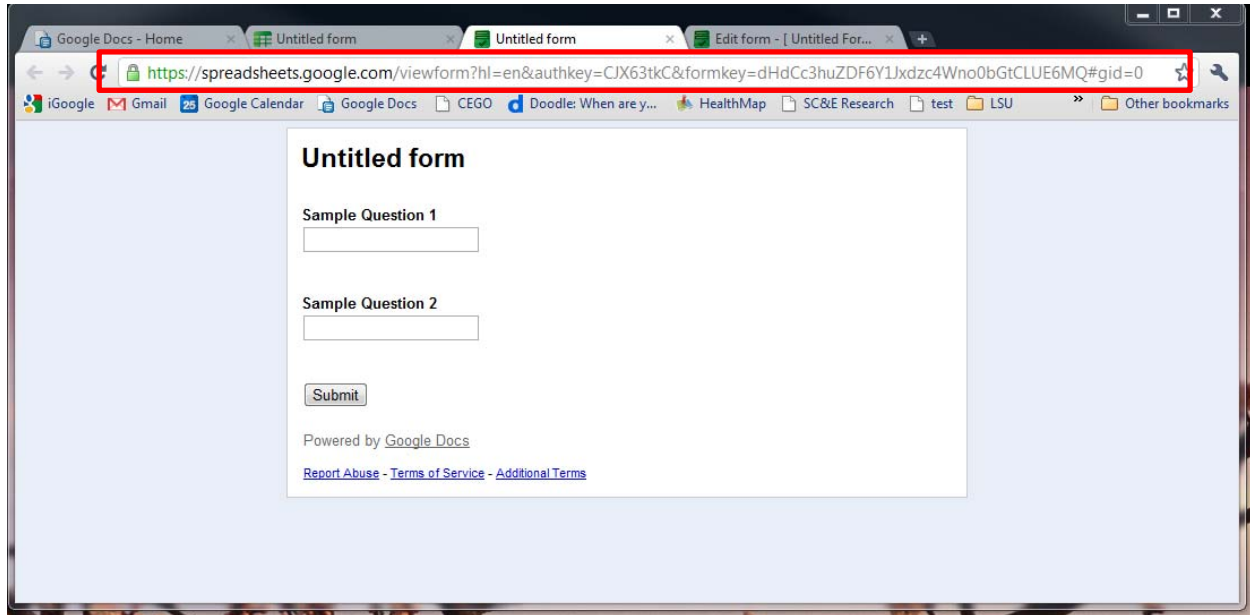 Google Docs - Home Untitled form Untitled form Edit form - [ Untitled For...
https://spreadsheets.google.com/viewform?hl=en&authkey=CJX63tkC&formkey=dHdCc3huZDF6Y1Jxdzc4Wno0bGtCLUE6MQ#gid=0
iGoogle Gmail 25 Google Calendar Google Docs CEGO d Doodle: When are y... HealthMap SC&E Research test LSU » Other bookmarks
Untitled form
Sample Question 1
Sample Question 2
Submit
Powered by Google Docs
Report Abuse - Terms of Service - Additional Terms